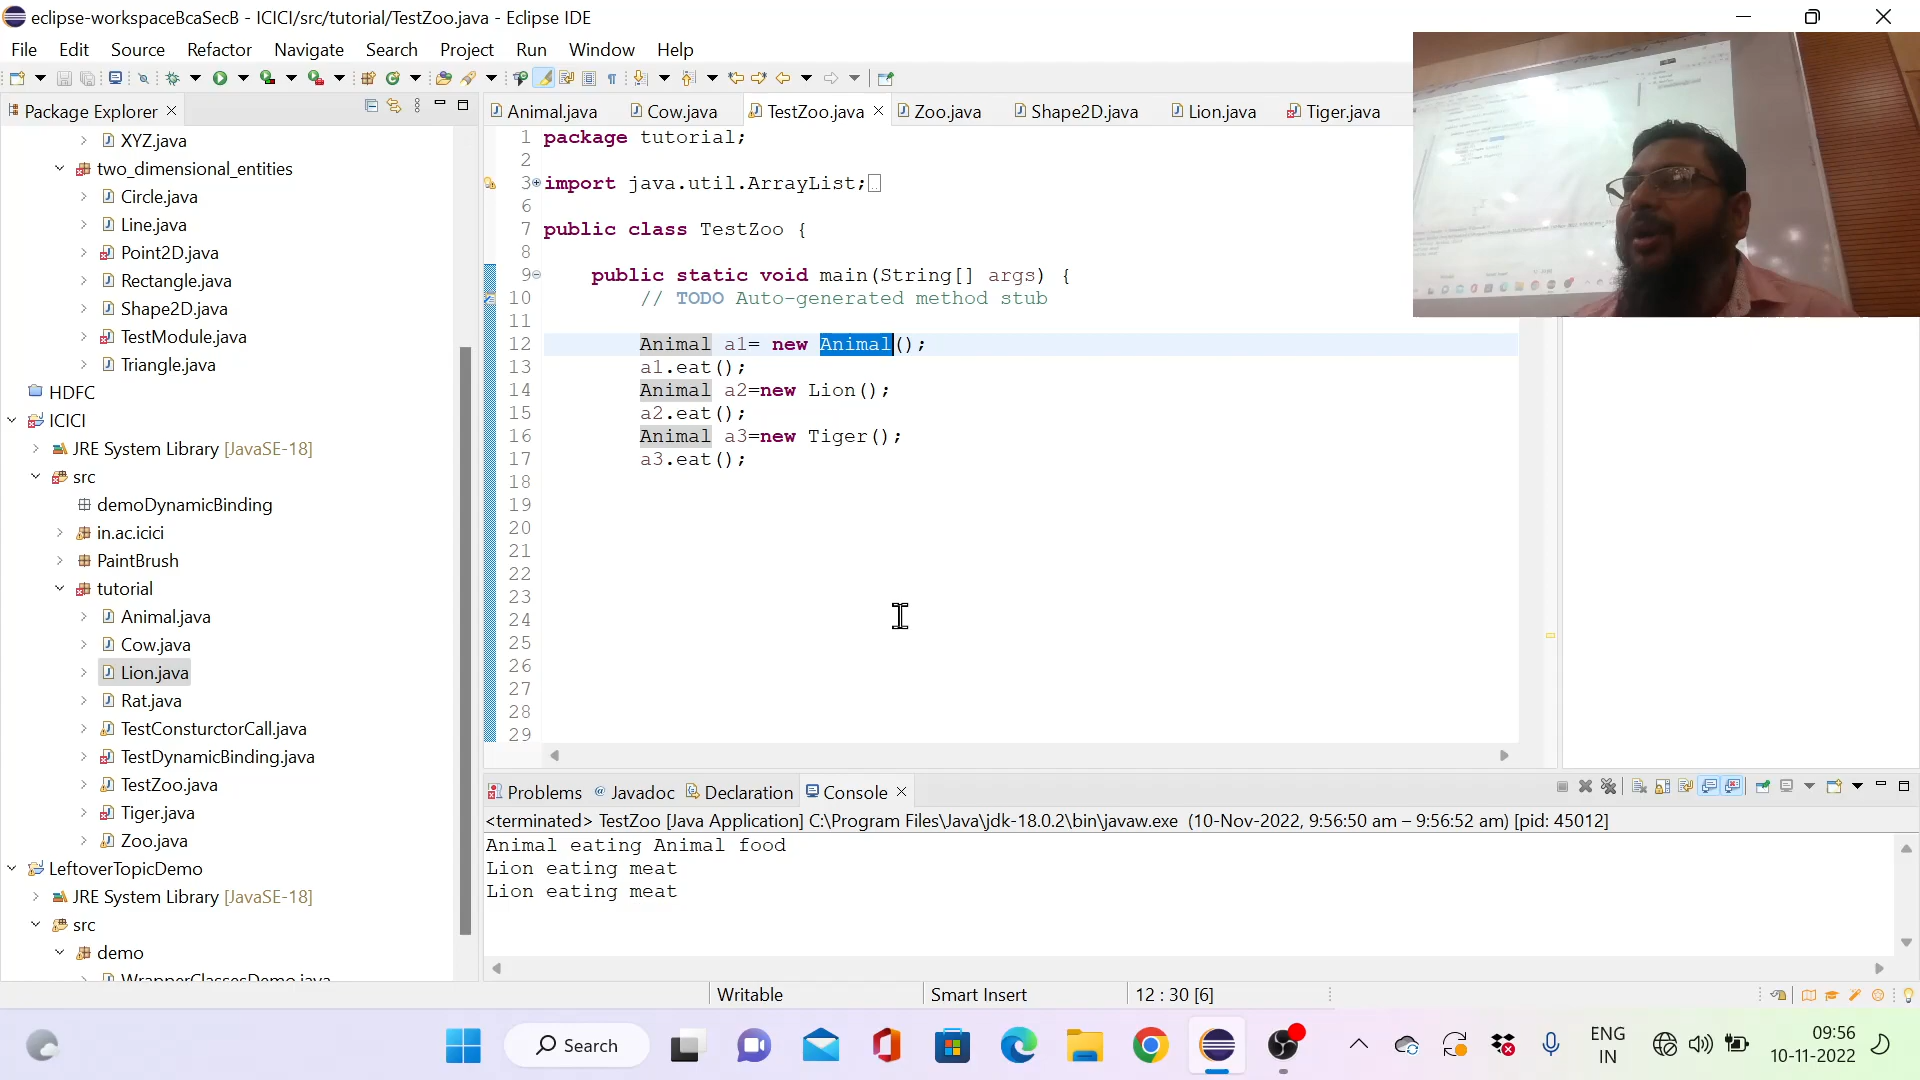 eclipse-workspaceBcaSecB - ICICI/src/tutorial/TestZoo.java - Eclipse IDE
File Edit Source Refactor Navigate Search Project Run Window Help
Package Explorer
XYZ.java
two_dimensional_entities
Circle.java
Line.java
Point2D.java
Rectangle.java
Shape2D.java
TestModule.java
Triangle.java
HDFC
ICICI
JRE System Library [JavaSE-18]
src
demoDynamicBinding
in.ac.icici
PaintBrush
tutorial
Animal.java
Cow.java
Lion.java
Rat.java
TestConsturctorCall.java
TestDynamicBinding.java
TestZoo.java
Tiger.java
Zoo.java
LeftoverTopicDemo
JRE System Library [JavaSE-18]
src
demo
WrapperClassesDemo.java
Animal.java Cow.java TestZoo.java Zoo.java Shape2D.java Lion.java Tiger.java
1 package tutorial;
2
3 import java.util.ArrayList;
6
7 public class TestZoo {
8
9 public static void main(String[] args) {
10 // TODO Auto-generated method stub
11
12 Animal a1= new Animal();
13 a1.eat();
14 Animal a2=new Lion();
15 a2.eat();
16 Animal a3=new Tiger();
17 a3.eat();
18
19
20
21
22
23
24
25
26
27
28
29
Problems @ Javadoc Declaration Console
<terminated> TestZoo [Java Application] C:\Program Files\Java\jdk-18.0.2\bin\javaw.exe (10-Nov-2022, 9:56:50 am – 9:56:52 am) [pid: 45012]
Animal eating Animal food
Lion eating meat
Lion eating meat
Writable Smart Insert 12 : 30 [6]
Search
ENG
IN
09:56
10-11-2022